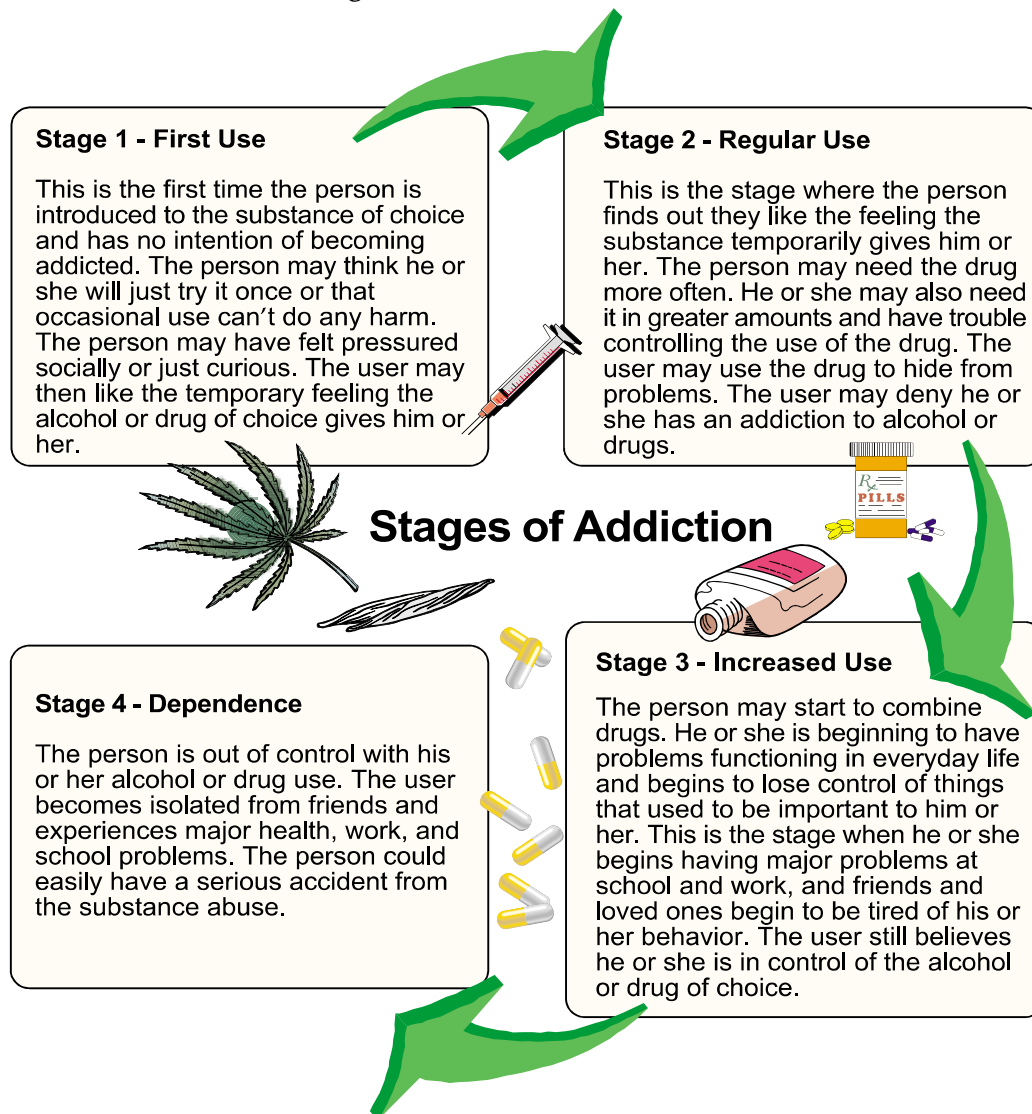 Stage 1 - First Use
This is the first time the person is
introduced to the substance of choice
and has no intention of becoming
addicted. The person may think he or
she will just try it once or that
occasional use can't do any harm.
The person may have felt pressured
socially or just curious. The user may
then like the temporary feeling the
alcohol or drug of choice gives him or
her.
Stage 2 - Regular Use
This is the stage where the person
finds out they like the feeling the
substance temporarily gives him or
her. The person may need the drug
more often. He or she may also need
it in greater amounts and have trouble
controlling the use of the drug. The
user may use the drug to hide from
problems. The user may deny he or
she has an addiction to alcohol or
drugs.
Rx
PILLS
Stages of Addiction
Stage 3 - Increased Use
The person may start to combine
drugs. He or she is beginning to have
problems functioning in everyday life
and begins to lose control of things
that used to be important to him or
her. This is the stage when he or she
begins having major problems at
school and work, and friends and
loved ones begin to be tired of his or
her behavior. The user still believes
he or she is in control of the alcohol
or drug of choice.
Stage 4 - Dependence
The person is out of control with his
or her alcohol or drug use. The user
becomes isolated from friends and
experiences major health, work, and
school problems. The person could
easily have a serious accident from
the substance abuse.